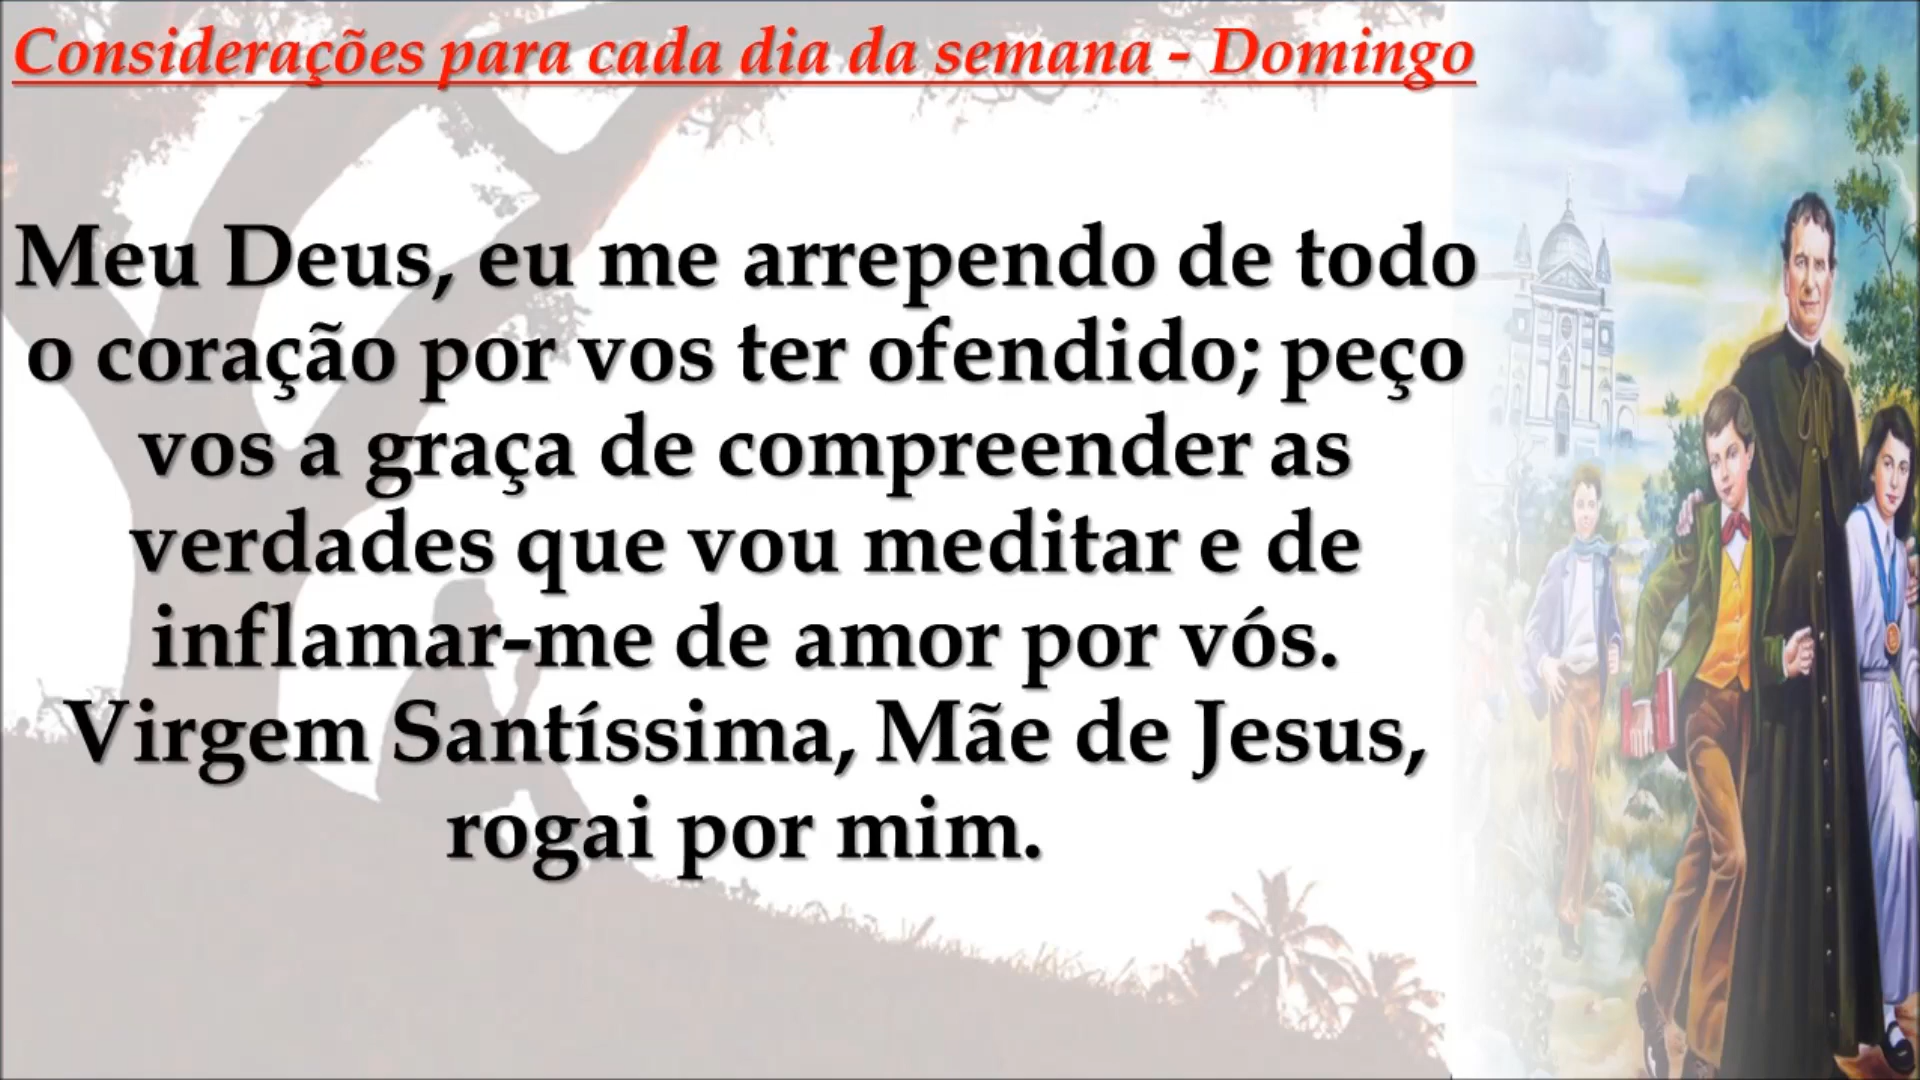 Considerações para cada dia da semana - Domingo
Meu Deus, eu me arrependo de todo
o coração por vos ter ofendido; peço
vos a graça de compreender as
verdades que vou meditar e de
inflamar-me de amor por vós.
Virgem Santíssima, Mãe de Jesus,
rogai por mim.